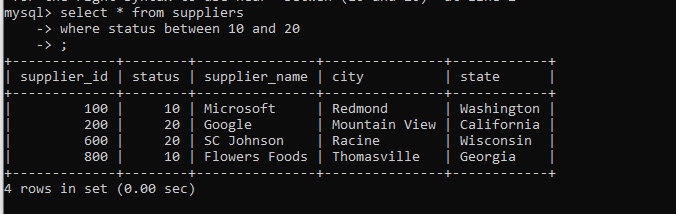 mysql> select * from suppliers
    -> where status between 10 and 20
    -> ;
+-------------+--------+---------------+---------------+------------+
| supplier_id | status | supplier_name | city          | state      |
+-------------+--------+---------------+---------------+------------+
|         100 |     10 | Microsoft     | Redmond       | Washington |
|         200 |     20 | Google        | Mountain View | California |
|         600 |     20 | SC Johnson    | Racine        | Wisconsin  |
|         800 |     10 | Flowers Foods | Thomasville   | Georgia    |
+-------------+--------+---------------+---------------+------------+
4 rows in set (0.00 sec)